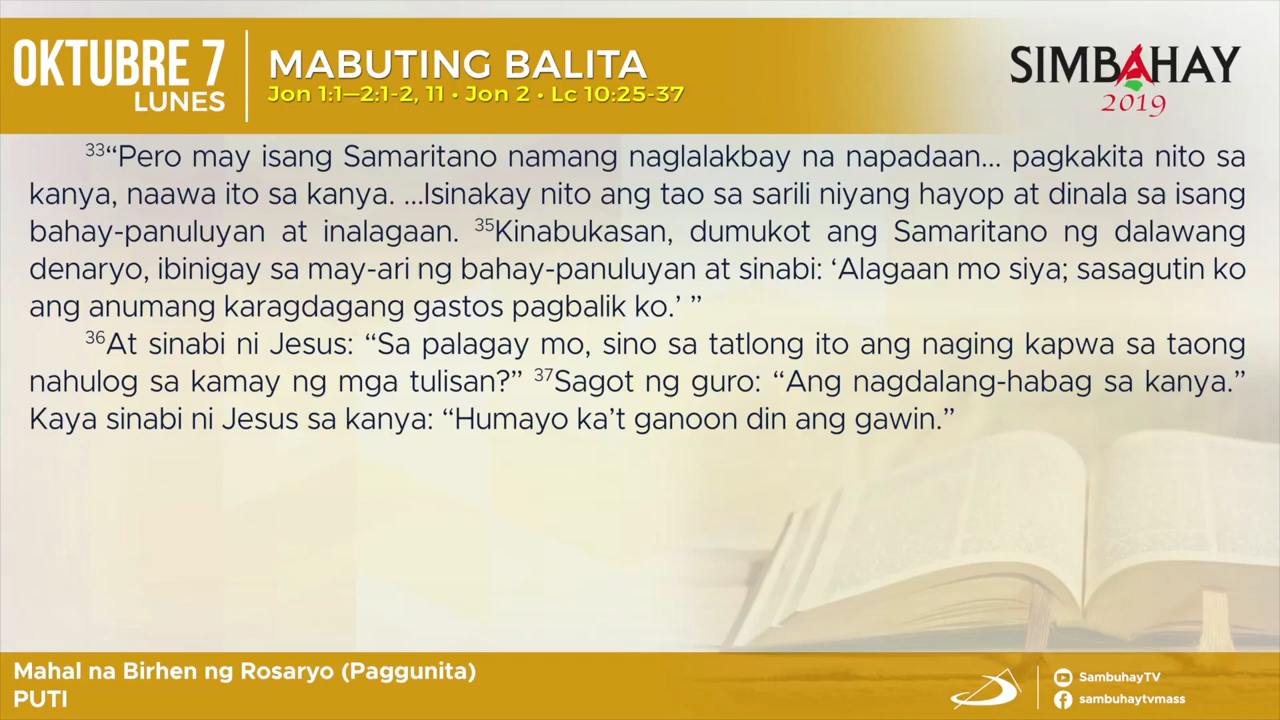 OKTUBRE 7
LUNES
MABUTING BALITA
Jon 1:1—2:1-2, 11 • Jon 2 • Lc 10:25-37
SIMBAHAY
2019
33“Pero may isang Samaritano namang naglalakbay na napadaan... pagkakita nito sa
kanya, naawa ito sa kanya. ...Isinakay nito ang tao sa sarili niyang hayop at dinala sa isang
bahay-panuluyan at inalagaan. 35Kinabukasan, dumukot ang Samaritano ng dalawang
denaryo, ibinigay sa may-ari ng bahay-panuluyan at sinabi: ‘Alagaan mo siya; sasagutin ko
ang anumang karagdagang gastos pagbalik ko.’ ”
36At sinabi ni Jesus: “Sa palagay mo, sino sa tatlong ito ang naging kapwa sa taong
nahulog sa kamay ng mga tulisan?” 37Sagot ng guro: “Ang nagdalang-habag sa kanya.”
Kaya sinabi ni Jesus sa kanya: “Humayo ka’t ganoon din ang gawin.”
Mahal na Birhen ng Rosaryo (Paggunita)
PUTI
SambuhayTV
sambuhaytvmass